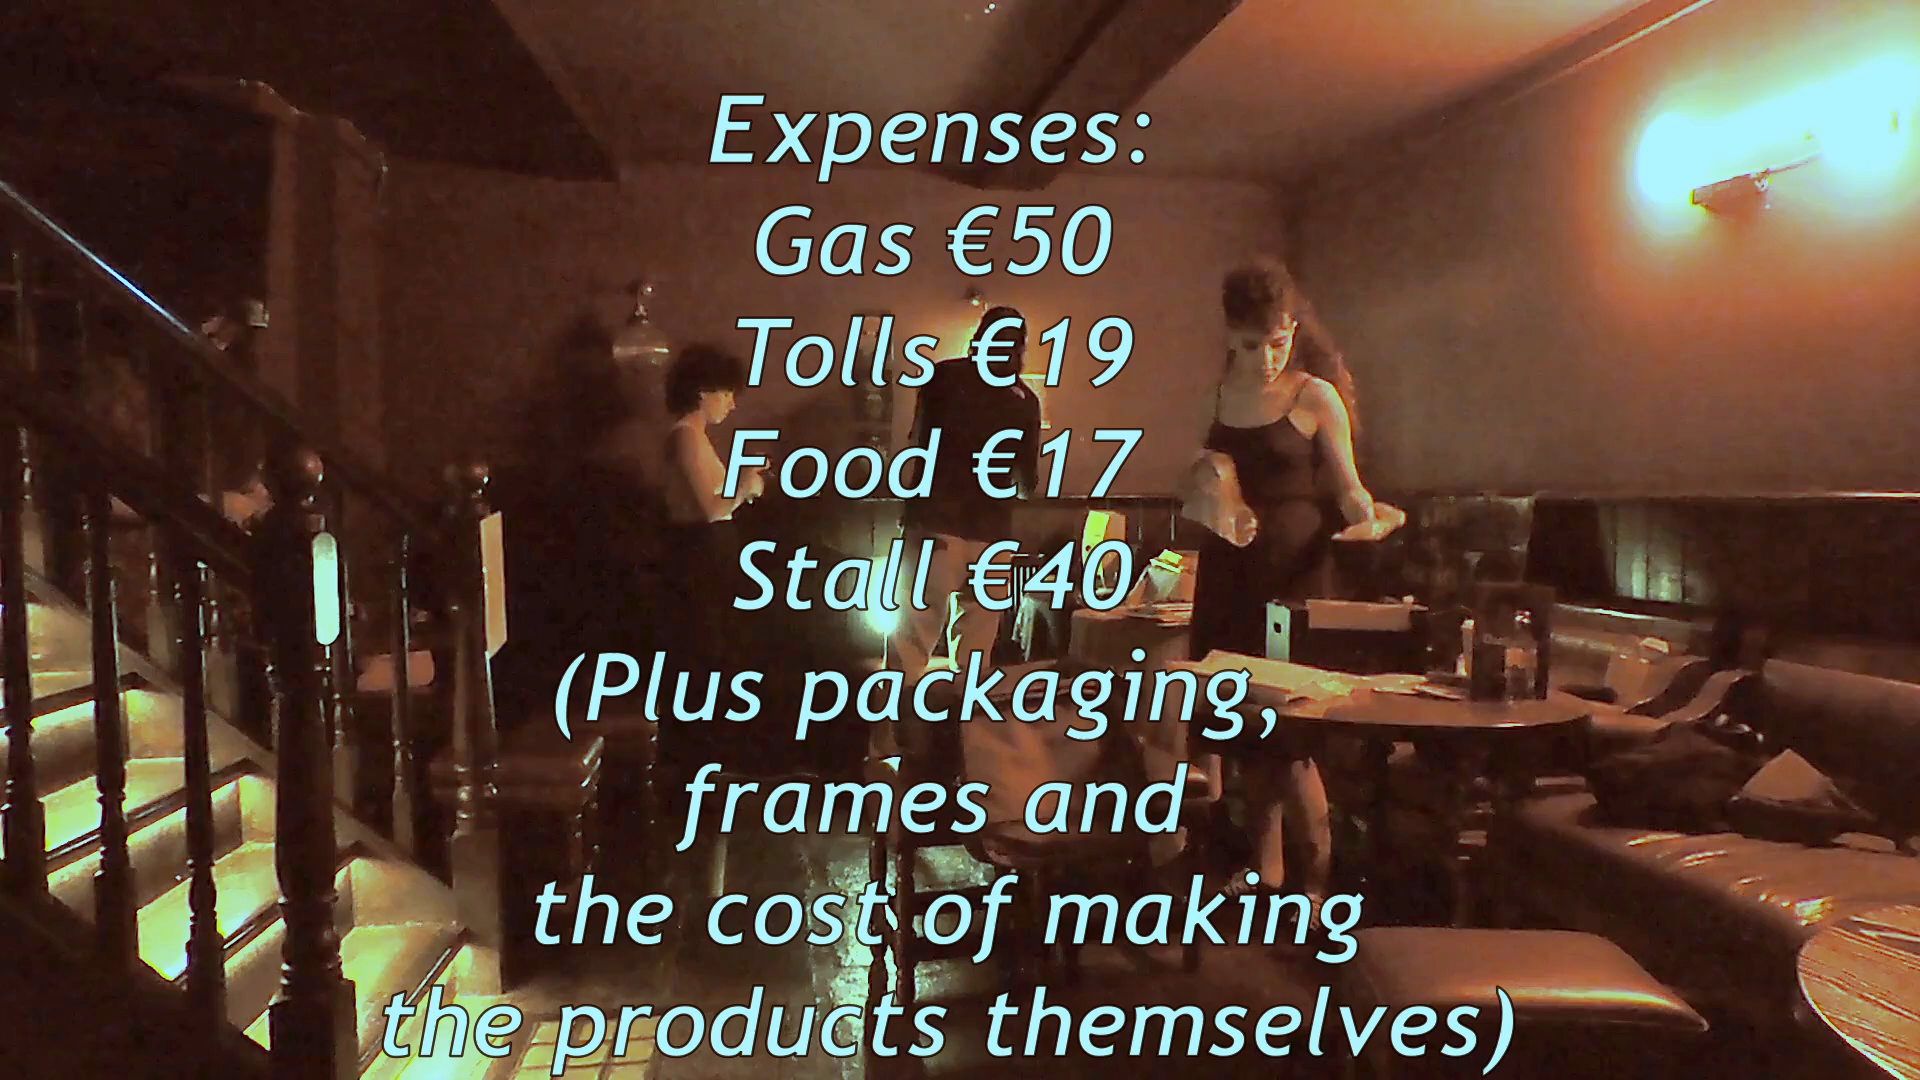 Expenses:
Gas €50
Tolls €19
Food €17
Stall €40
(Plus packaging,
frames and
the cost of making
the products themselves)